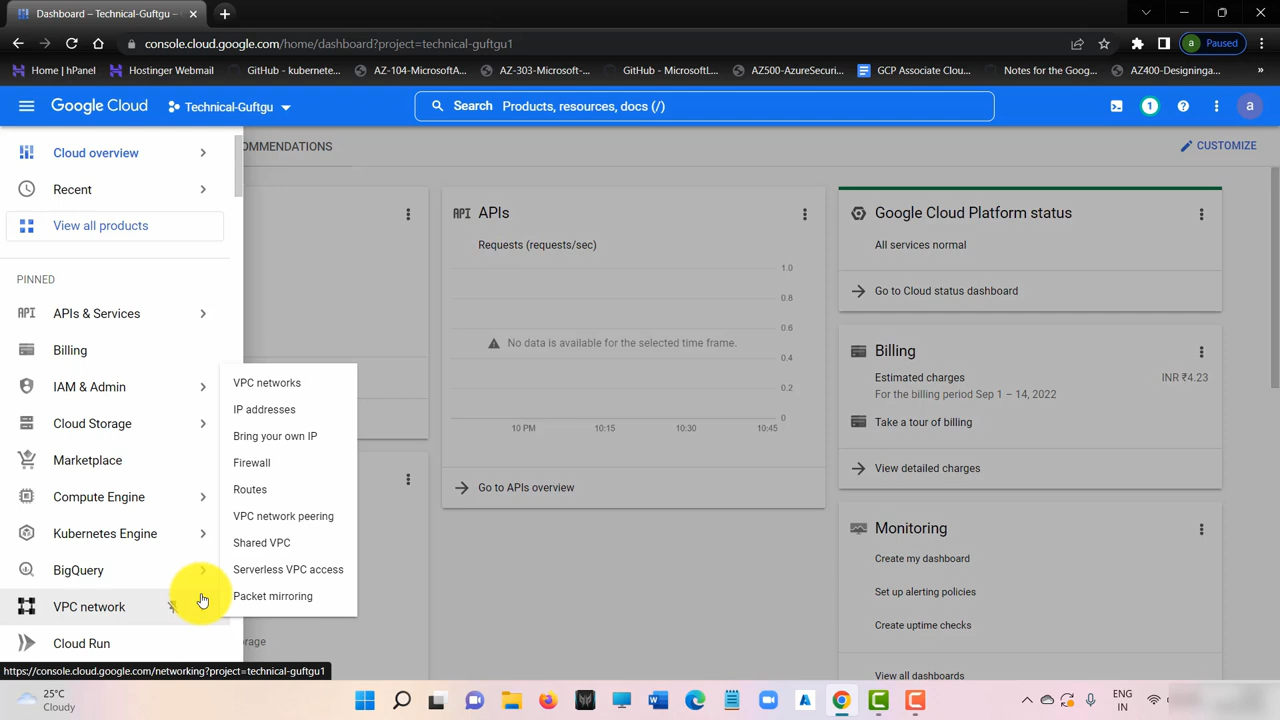 Dashboard – Technical-Guftgu –
console.cloud.google.com/home/dashboard?project=technical-guftgu1
a Paused
Home | hPanel
Hostinger Webmail
GitHub - kubernete...
AZ-104-MicrosoftA...
AZ-303-Microsoft-...
GitHub - MicrosoftL...
AZ500-AzureSecuri...
GCP Associate Clou...
Notes for the Goog...
AZ400-Designinga...
»
Google Cloud
Technical-Guftgu
Search Products, resources, docs (/)
1
a
Cloud overview
Recent
View all products
PINNED
API APIs & Services
Billing
IAM & Admin
Cloud Storage
Marketplace
Compute Engine
Kubernetes Engine
BigQuery
VPC network
Cloud Run
VPC networks
IP addresses
Bring your own IP
Firewall
Routes
VPC network peering
Shared VPC
Serverless VPC access
Packet mirroring
OMMENDATIONS
CUSTOMIZE
API APIs
Requests (requests/sec)
1.0
0.8
0.6
No data is available for the selected time frame.
0.4
0.2
0
10 PM 10:15 10:30 10:45
Go to APIs overview
Google Cloud Platform status
All services normal
Go to Cloud status dashboard
Billing
Estimated charges INR ₹4.23
For the billing period Sep 1 – 14, 2022
Take a tour of billing
View detailed charges
Monitoring
Create my dashboard
Set up alerting policies
Create uptime checks
View all dashboards
rage
https://console.cloud.google.com/networking?project=technical-guftgu1
25°C
Cloudy
ENG
IN